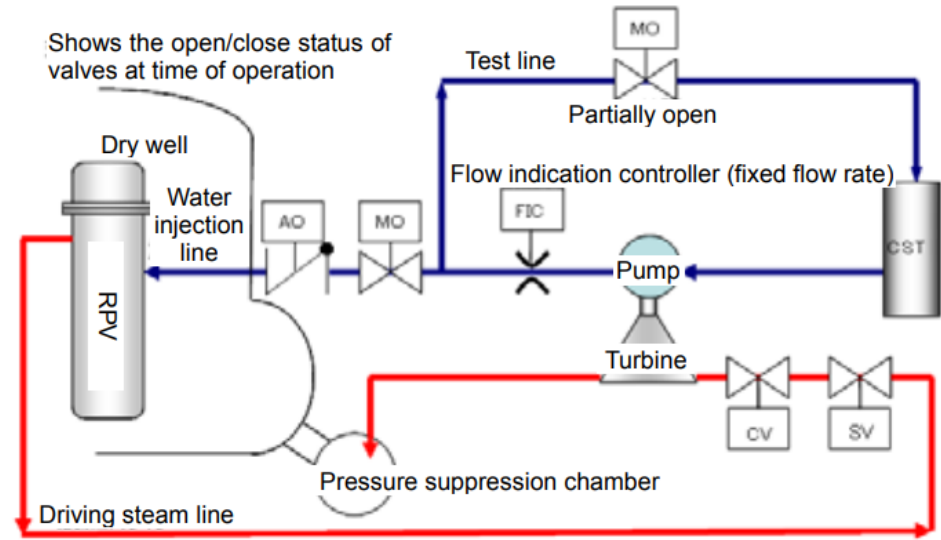 Shows the open/close status of
valves at time of operation
MO
Test line
Partially open
Dry well
Flow indication controller (fixed flow rate)
Water
injection
line
AO
MO
FIC
CST
Pump
RPV
Turbine
CV
SV
Pressure suppression chamber
Driving steam line